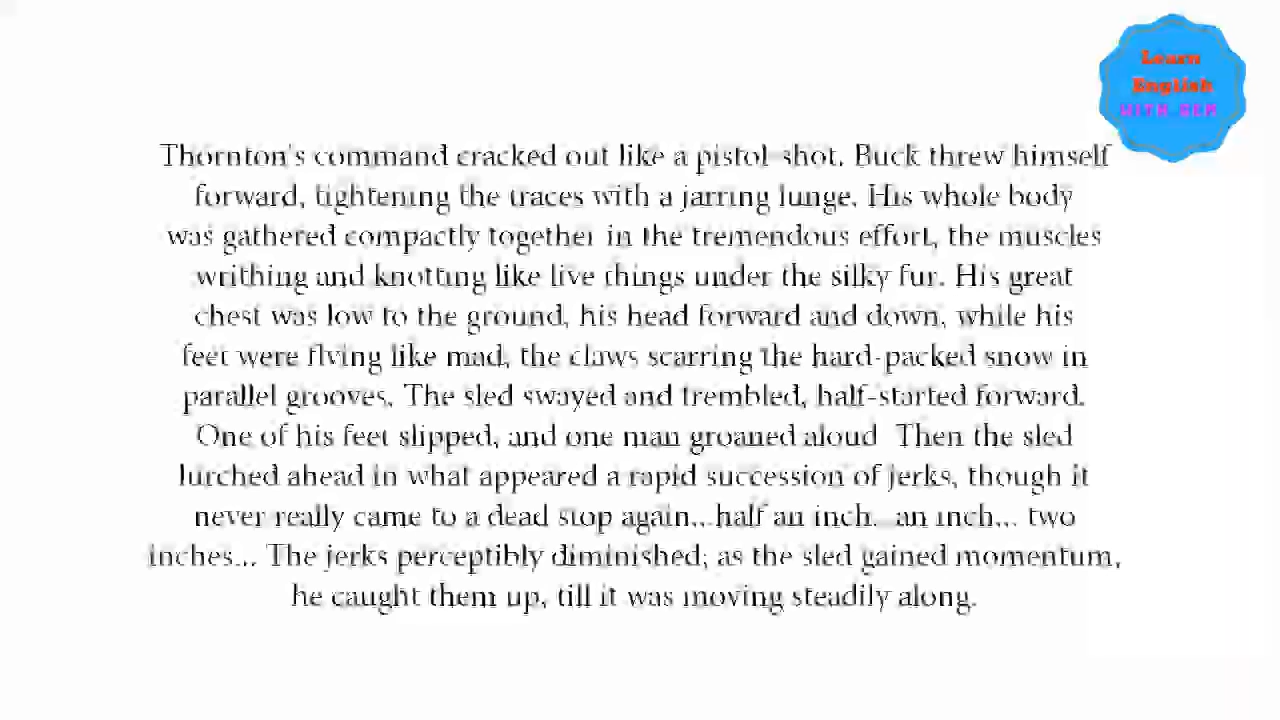 Learn
English
WITH GEM
Thornton's command cracked out like a pistol-shot. Buck threw himself
forward, tightening the traces with a jarring lunge. His whole body
was gathered compactly together in the tremendous effort, the muscles
writhing and knotting like live things under the silky fur. His great
chest was low to the ground, his head forward and down, while his
feet were flying like mad, the claws scarring the hard-packed snow in
parallel grooves. The sled swayed and trembled, half-started forward.
One of his feet slipped, and one man groaned aloud. Then the sled
lurched ahead in what appeared a rapid succession of jerks, though it
never really came to a dead stop again...half an inch...an inch... two
inches... The jerks perceptibly diminished; as the sled gained momentum,
he caught them up, till it was moving steadily along.